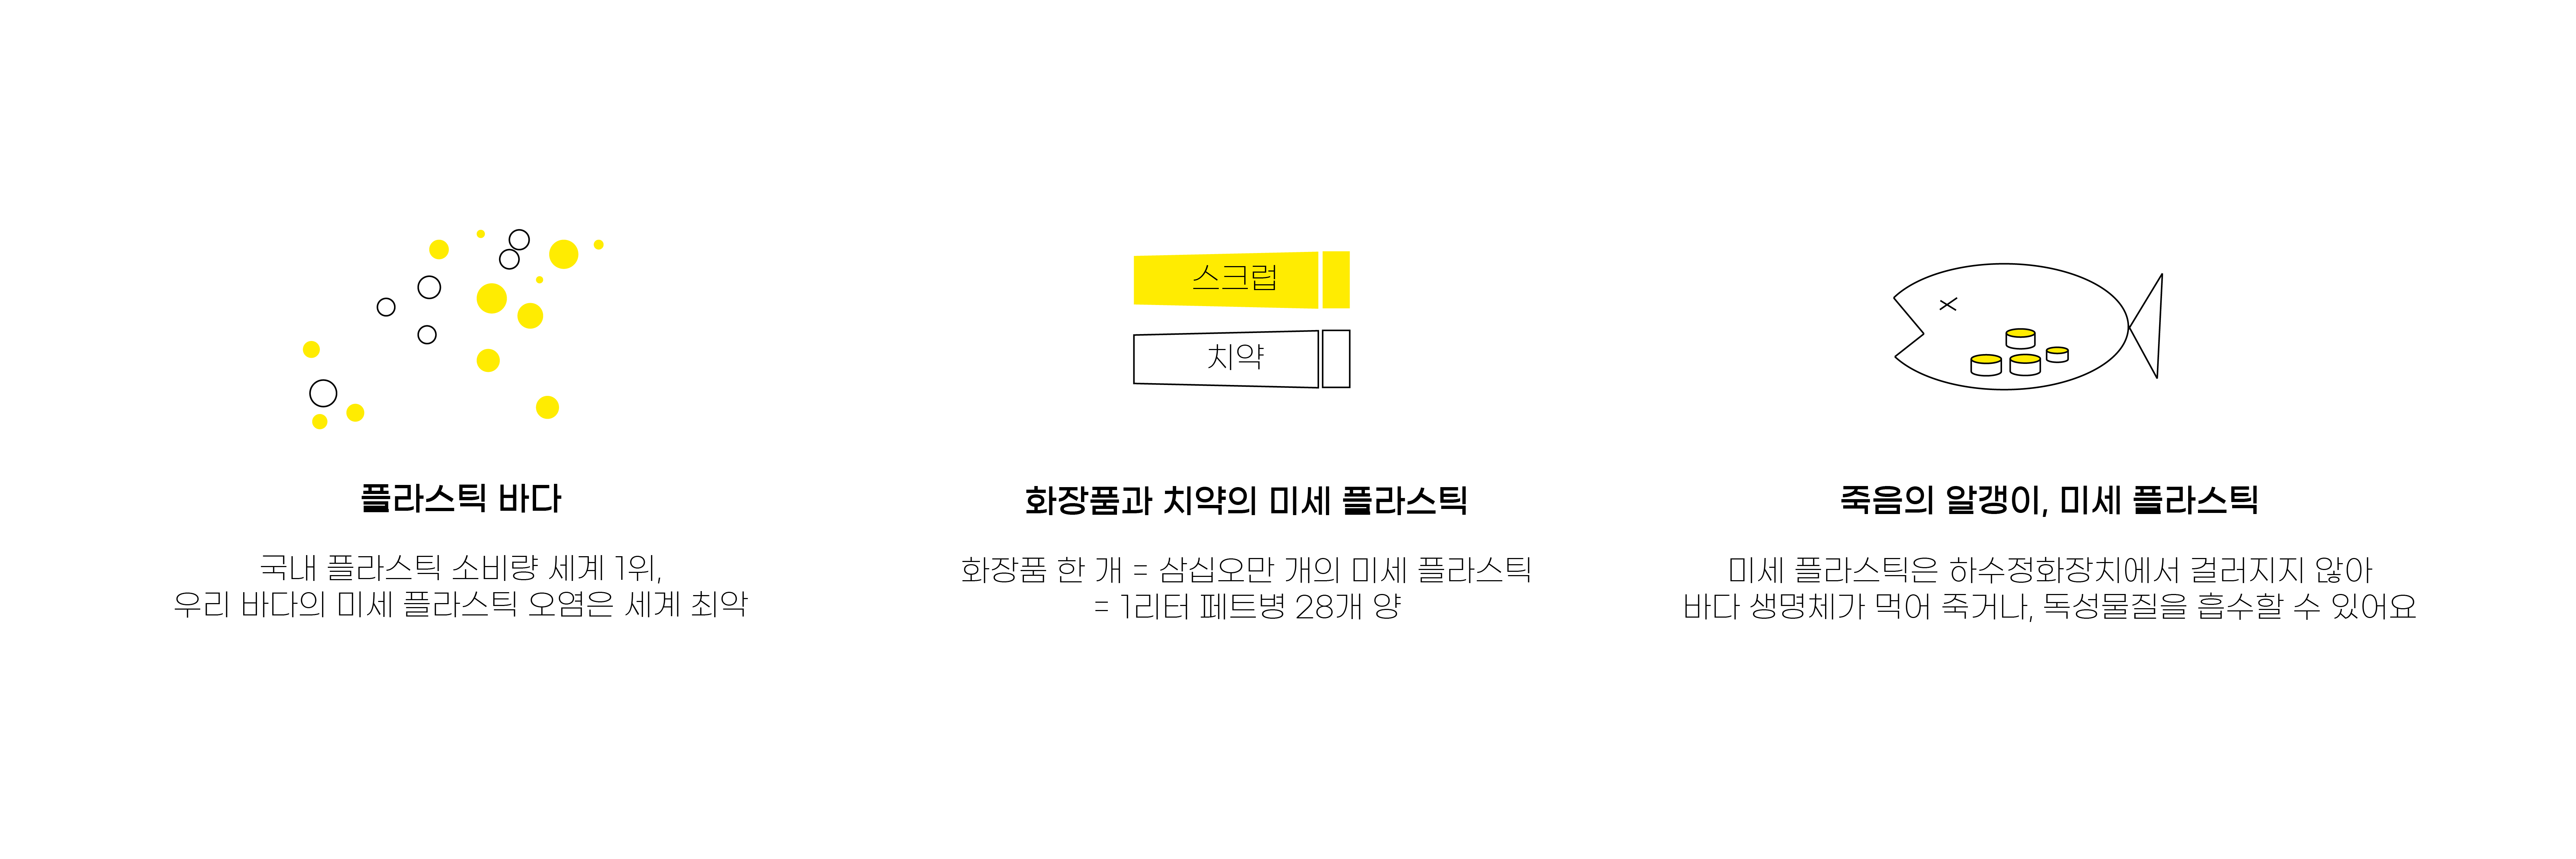 스크럽
치약
플라스틱 바다
국내 플라스틱 소비량 세계 1위,
우리 바다의 미세 플라스틱 오염은 세계 최악
화장품과 치약의 미세 플라스틱
화장품 한 개 = 삼십오만 개의 미세 플라스틱
= 1리터 페트병 28개 양
죽음의 알갱이, 미세 플라스틱
미세 플라스틱은 하수정화장치에서 걸러지지 않아
바다 생명체가 먹어 죽거나, 독성물질을 흡수할 수 있어요